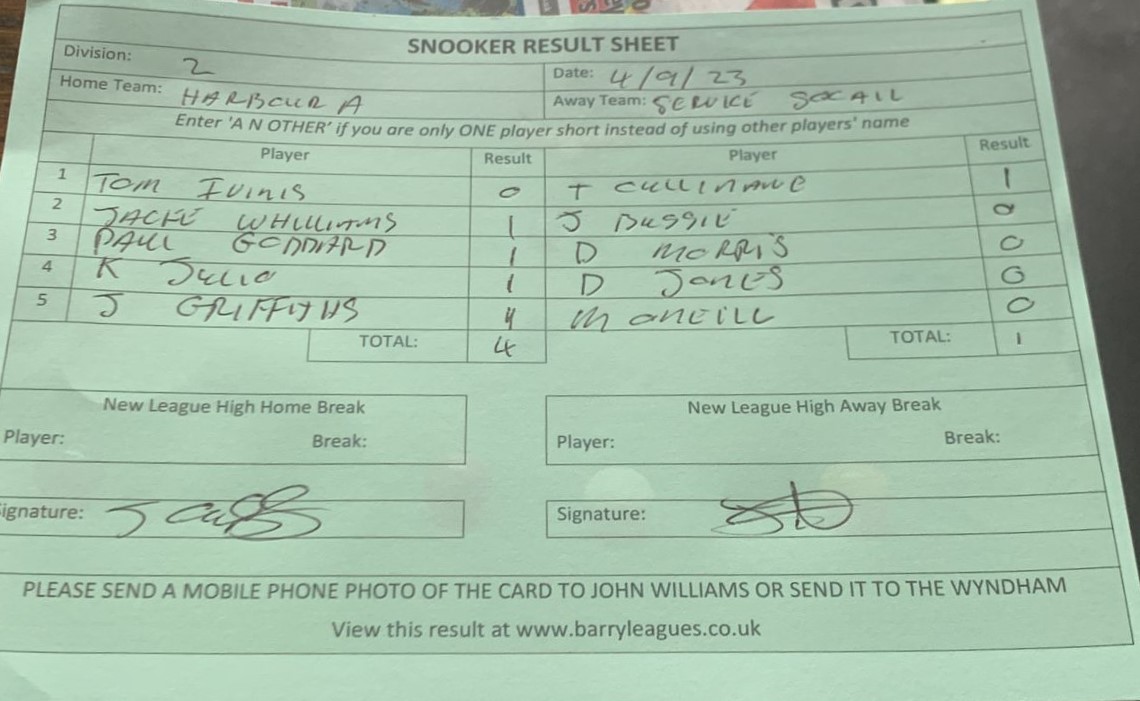 SNOOKER RESULT SHEET
Division: 2 Date: 4/9/23
Home Team: HARBOUR A Away Team: SERVICE SOCAIL
Enter 'A N OTHER' if you are only ONE player short instead of using other players' name
Player Result Player Result
1 TOM IVINIS 0 T CULLINANE 1
2 JACKE WHILLIAMS 1 J BUSSIE 0
3 PAUL GODDARD 1 D MORRIS 0
4 K JULIO 1 D JONES 0
5 J GRIFFITHS 1 M ONEILL 0
TOTAL: 4 TOTAL: 1
New League High Home Break New League High Away Break
Player: Break: Player: Break:
Signature: Signature:
PLEASE SEND A MOBILE PHONE PHOTO OF THE CARD TO JOHN WILLIAMS OR SEND IT TO THE WYNDHAM
View this result at www.barryleagues.co.uk